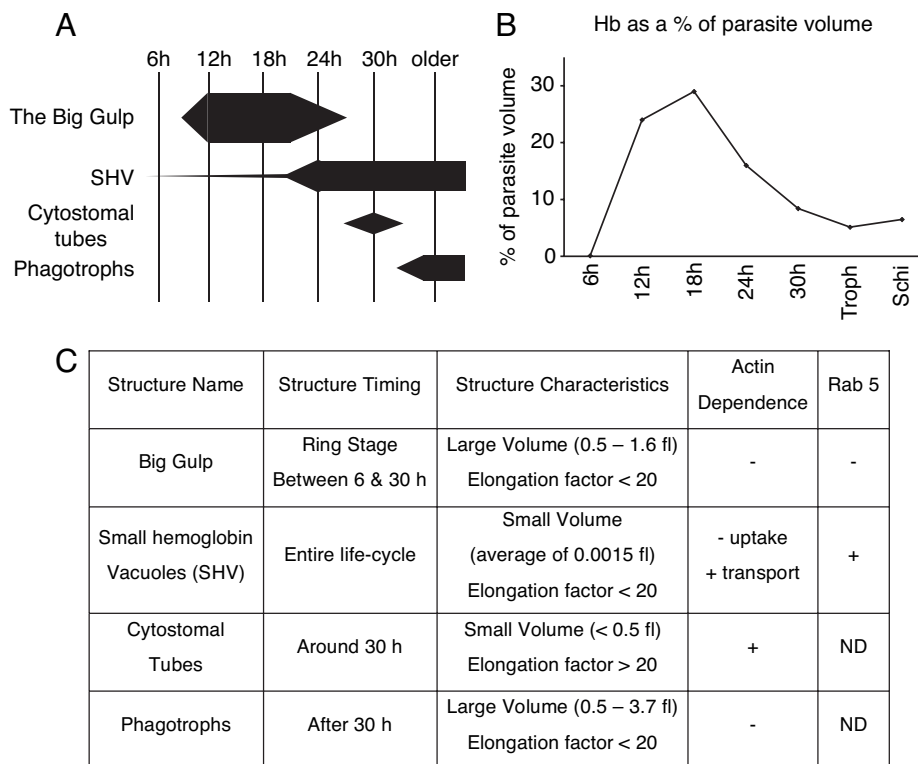 A
6h 12h 18h 24h 30h older
The Big Gulp
SHV
Cytostomal
tubes
Phagotrophs
B
Hb as a % of parasite volume
% of parasite volume
30
20
10
0
6h 12h 18h 24h 30h Troph Schi
C
Structure Name Structure Timing Structure Characteristics Actin Dependence Rab 5
Big Gulp
Ring Stage
Between 6 & 30 h
Large Volume (0.5 – 1.6 fl)
Elongation factor < 20
-
-
Small hemoglobin
Vacuoles (SHV)
Entire life-cycle
Small Volume
(average of 0.0015 fl)
Elongation factor < 20
- uptake
+ transport
+
Cytostomal
Tubes
Around 30 h
Small Volume (< 0.5 fl)
Elongation factor > 20
+
ND
Phagotrophs
After 30 h
Large Volume (0.5 – 3.7 fl)
Elongation factor < 20
-
ND